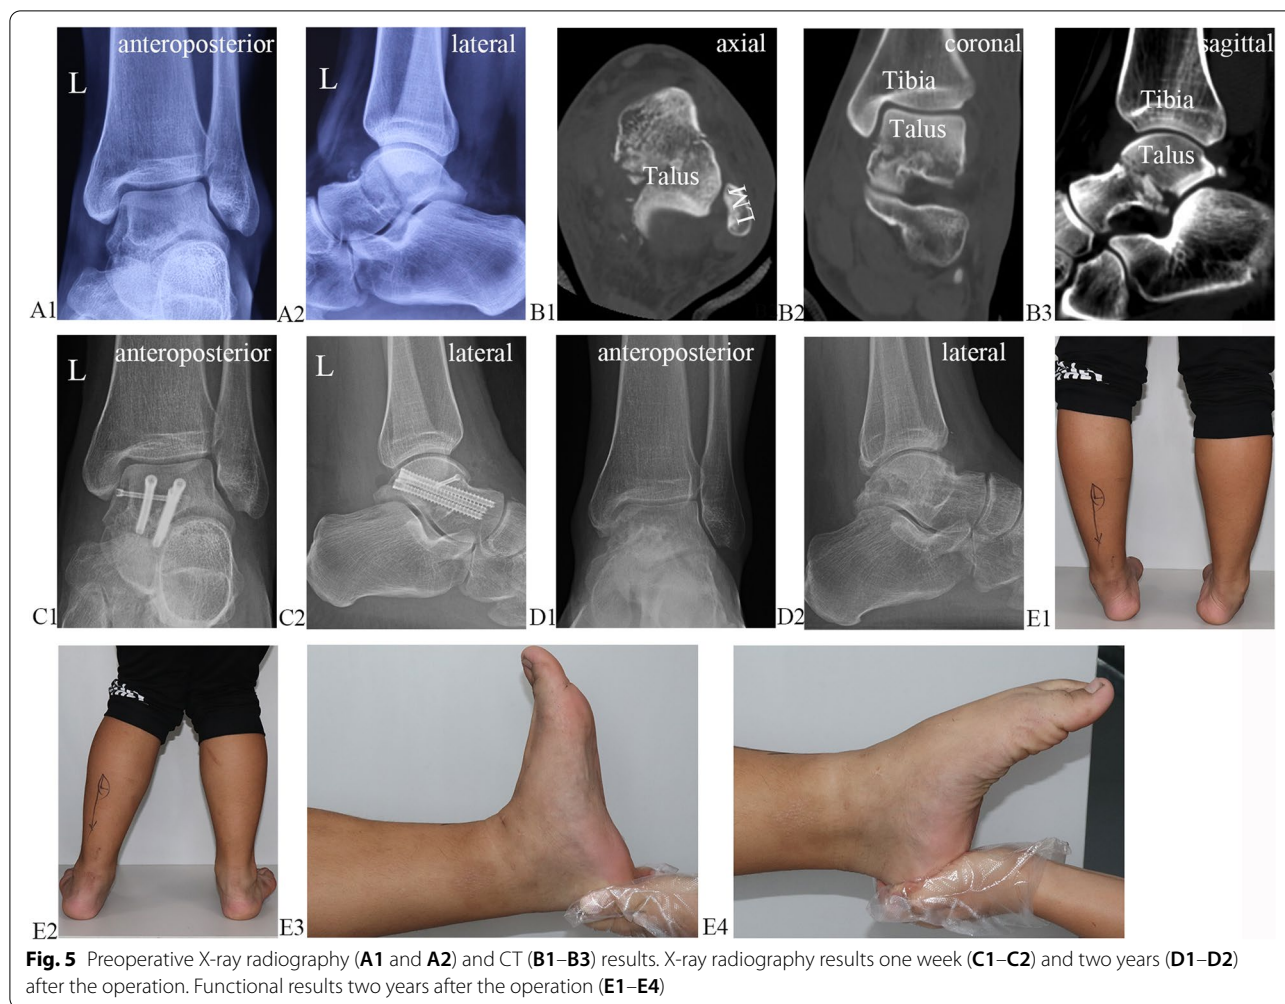 anteroposterior
L
A1
lateral
L
A2
axial
Talus
LM
B1
coronal
Tibia
Talus
B2
sagittal
Tibia
Talus
B3
anteroposterior
L
C1
lateral
L
C2
anteroposterior
D1
lateral
D2
E1
E2
E3
E4
Fig. 5 Preoperative X-ray radiography (A1 and A2) and CT (B1–B3) results. X-ray radiography results one week (C1–C2) and two years (D1–D2)
after the operation. Functional results two years after the operation (E1–E4)